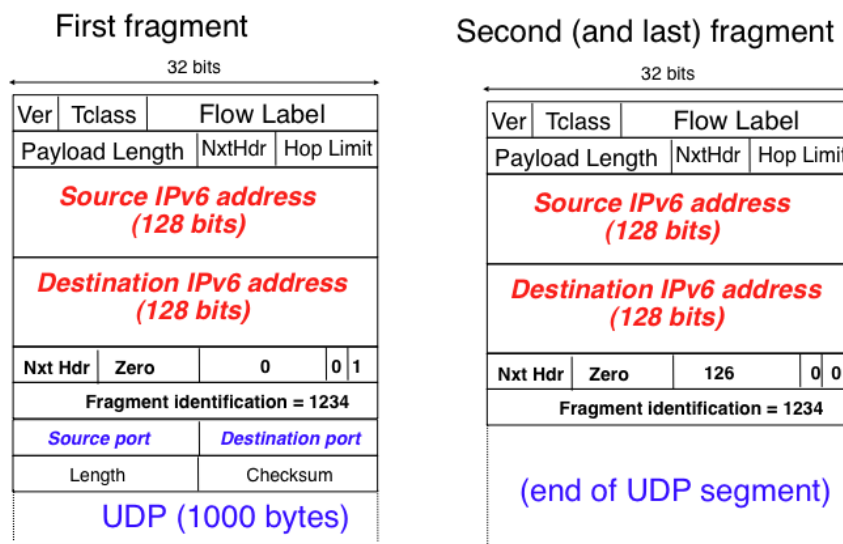 First fragment
32 bits
Ver Tclass Flow Label
Payload Length NxtHdr Hop Limit
Source IPv6 address
(128 bits)
Destination IPv6 address
(128 bits)
Nxt Hdr Zero 0 0 1
Fragment identification = 1234
Source port Destination port
Length Checksum
UDP (1000 bytes)
Second (and last) fragment
32 bits
Ver Tclass Flow Label
Payload Length NxtHdr Hop Limit
Source IPv6 address
(128 bits)
Destination IPv6 address
(128 bits)
Nxt Hdr Zero 126 0 0
Fragment identification = 1234
(end of UDP segment)